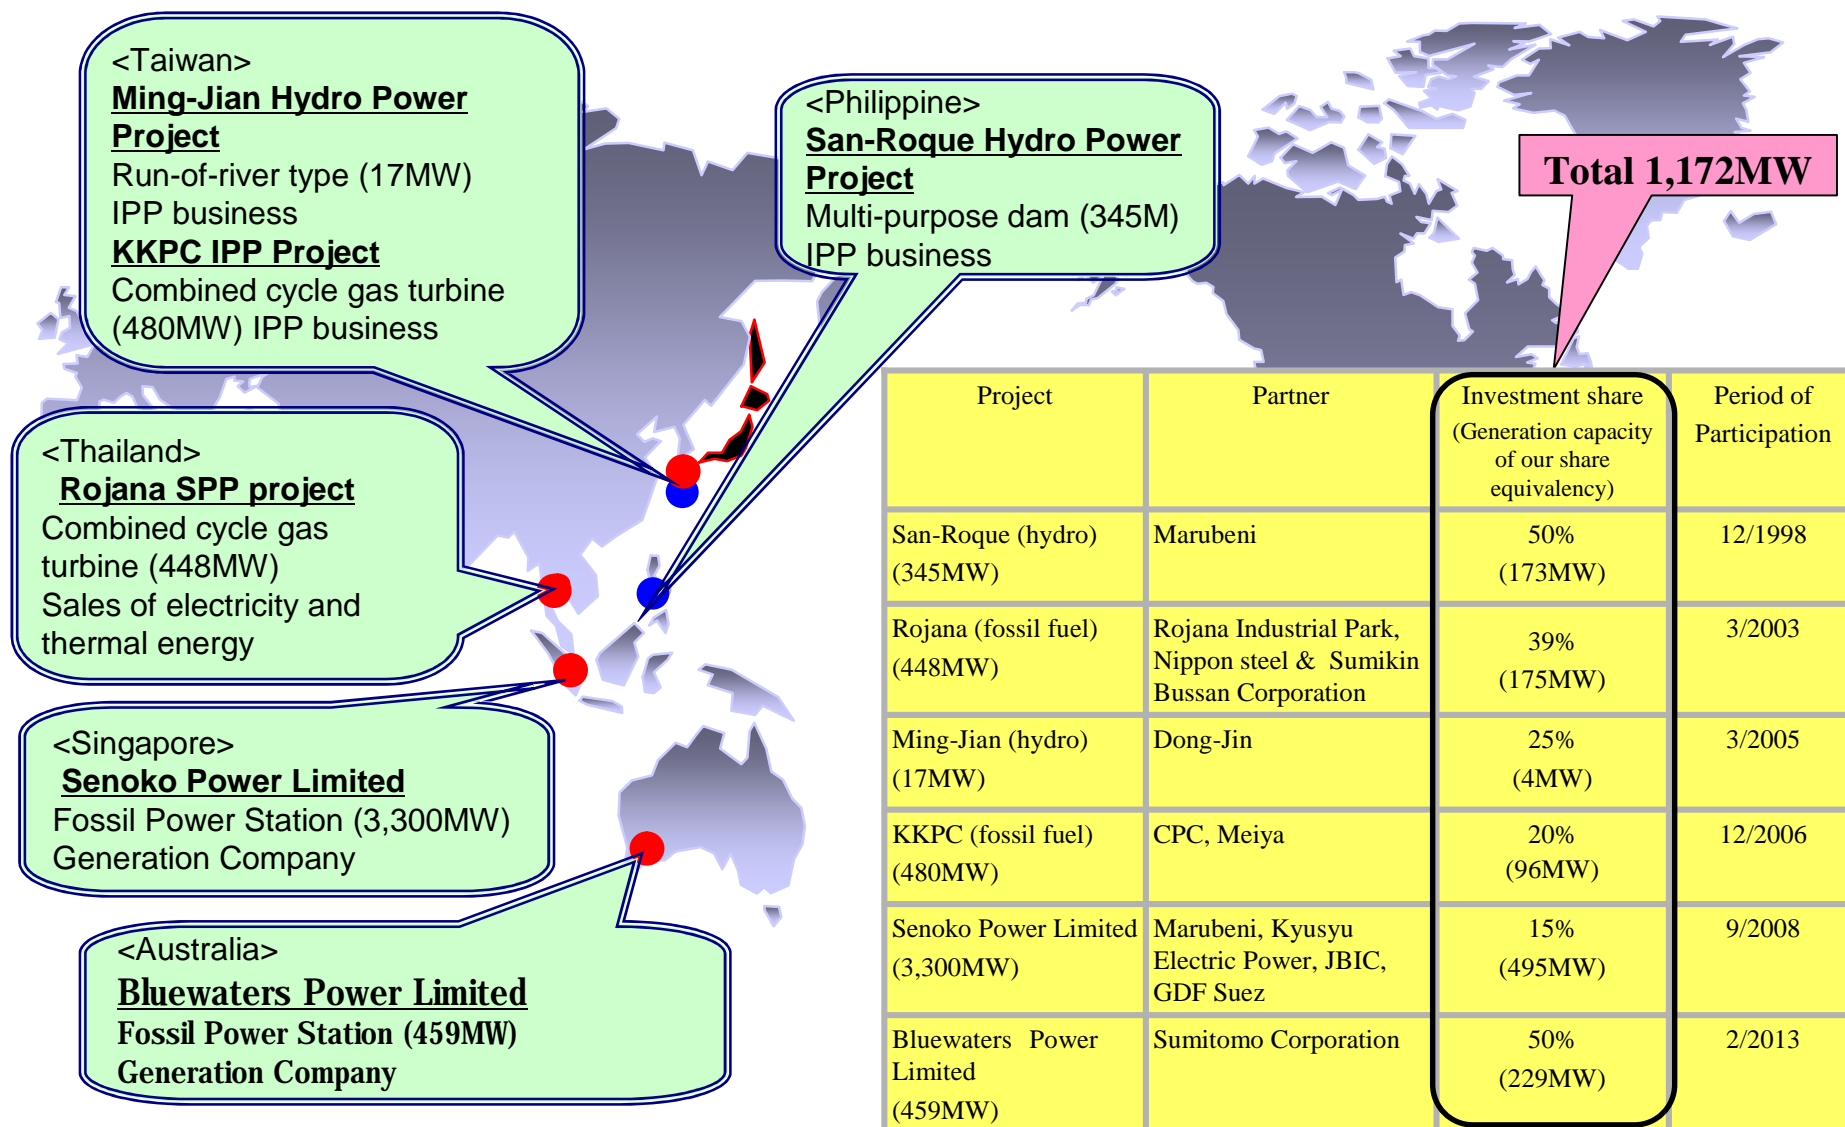 <Taiwan>
Ming-Jian Hydro Power
Project
Run-of-river type (17MW)
IPP business
KKPC IPP Project
Combined cycle gas turbine
(480MW) IPP business
<Philippine>
San-Roque Hydro Power
Project
Multi-purpose dam (345M)
IPP business
Total 1,172MW
<Thailand>
Rojana SPP project
Combined cycle gas
turbine (448MW)
Sales of electricity and
thermal energy
<Singapore>
Senoko Power Limited
Fossil Power Station (3,300MW)
Generation Company
<Australia>
Bluewaters Power Limited
Fossil Power Station (459MW)
Generation Company
Project
Partner
Investment share
(Generation capacity
of our share
equivalency)
Period of
Participation
San-Roque (hydro)
(345MW)
Marubeni
50%
(173MW)
12/1998
Rojana (fossil fuel)
(448MW)
Rojana Industrial Park,
Nippon steel & Sumikin
Bussan Corporation
39%
(175MW)
3/2003
Ming-Jian (hydro)
(17MW)
Dong-Jin
25%
(4MW)
3/2005
KKPC (fossil fuel)
(480MW)
CPC, Meiya
20%
(96MW)
12/2006
Senoko Power Limited
(3,300MW)
Marubeni, Kyusyu
Electric Power, JBIC,
GDF Suez
15%
(495MW)
9/2008
Bluewaters Power
Limited
(459MW)
Sumitomo Corporation
50%
(229MW)
2/2013